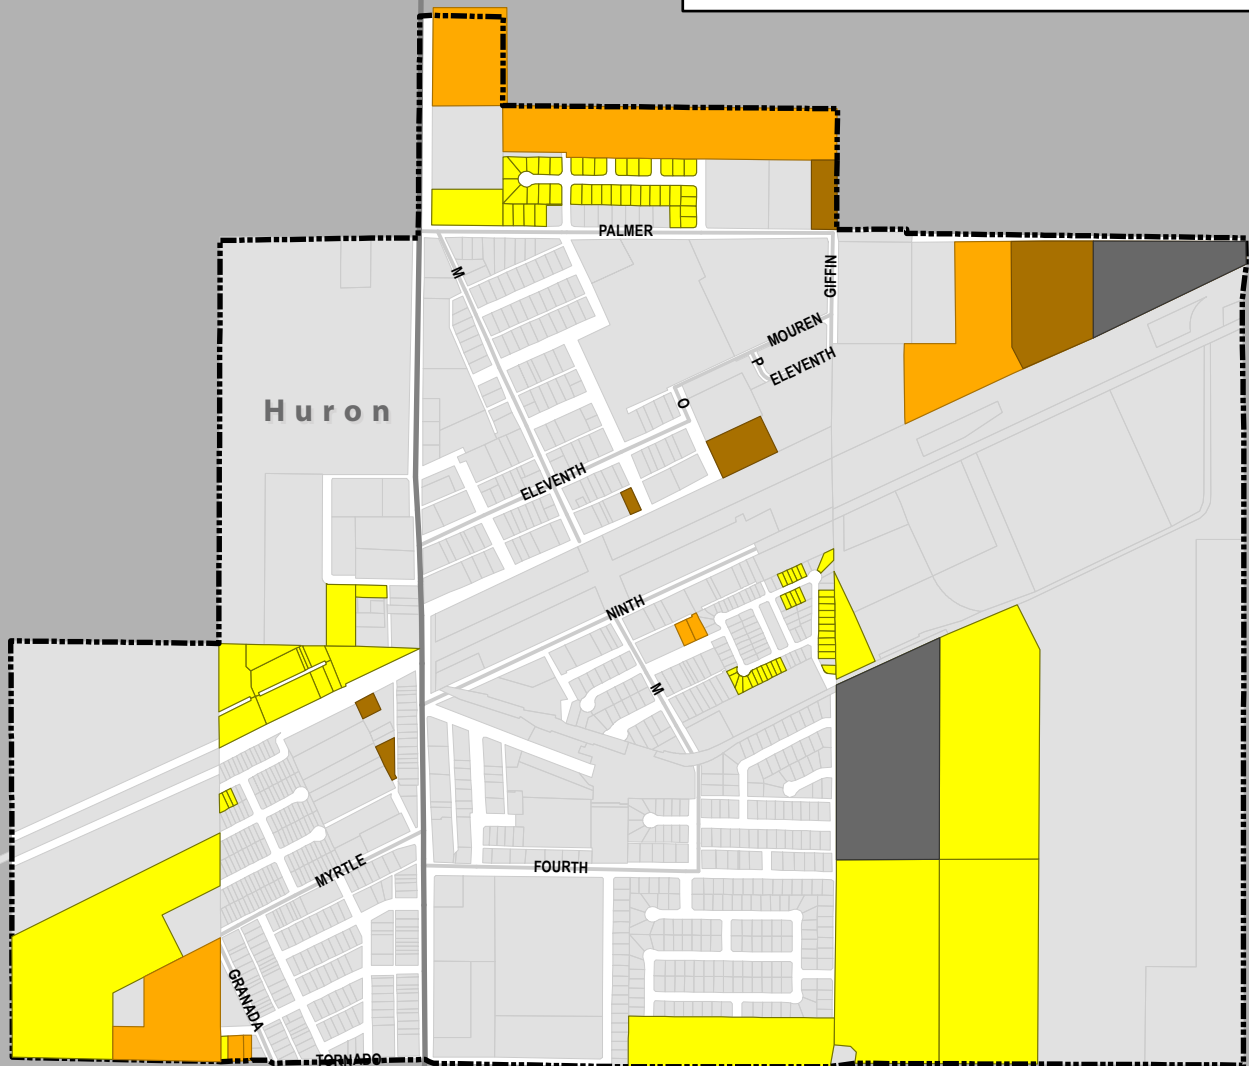 PALMER
M
GIFFIN
MOUREN
P
ELEVENTH
Huron
O
ELEVENTH
NINTH
M
FOURTH
MYRTLE
GRANADA
TORNADO